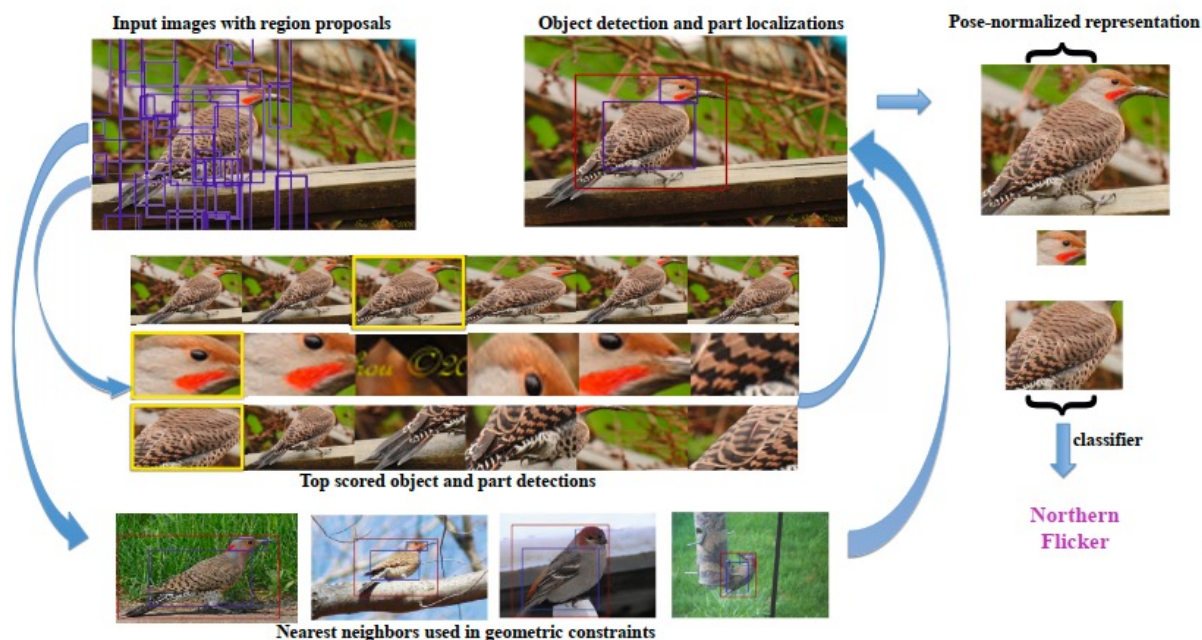 Input images with region proposals
Object detection and part localizations
Pose-normalized representation
©20
Top scored object and part detections
classifier
Northern
Flicker
Nearest neighbors used in geometric constraints